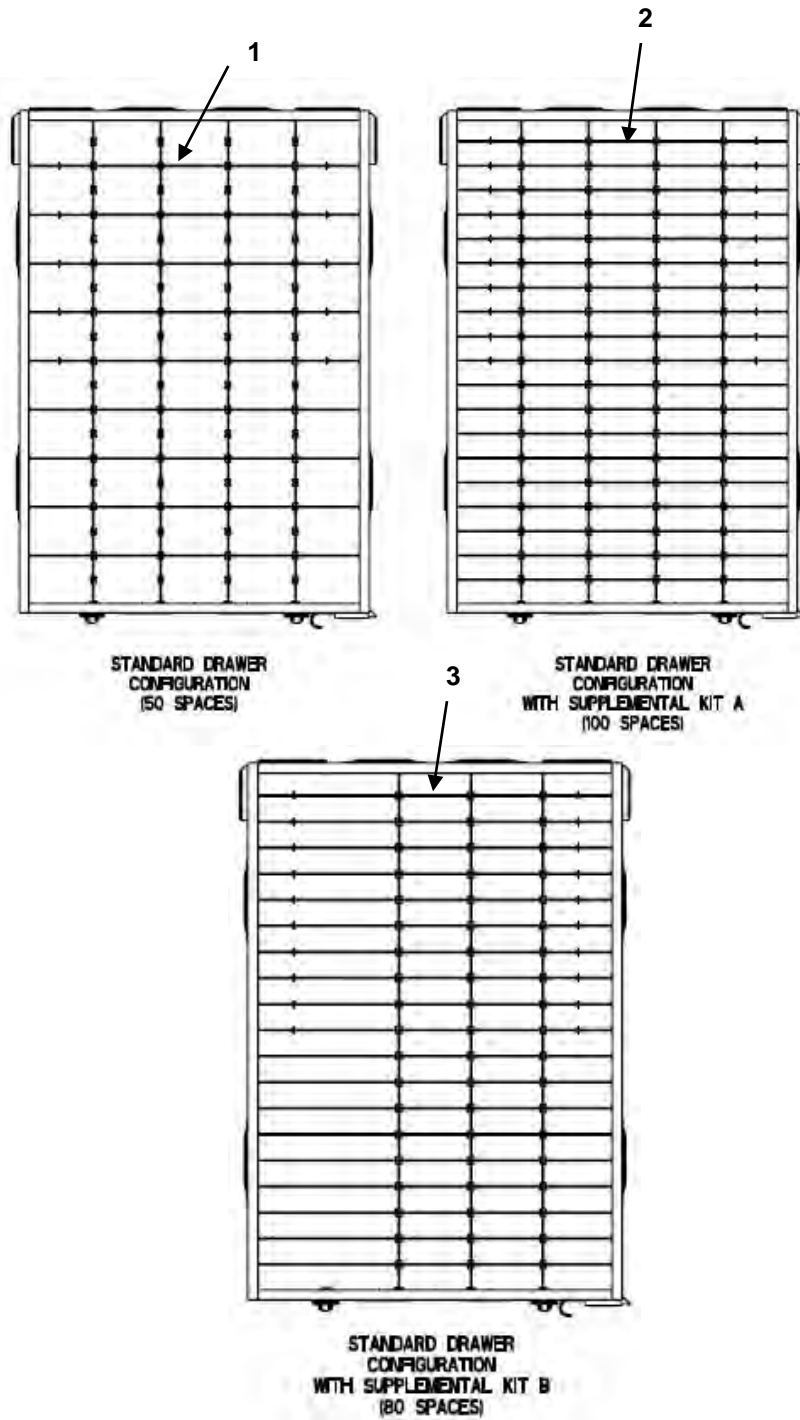 1
2
STANDARD DRAWER
CONFIGURATION
(50 SPACES)
STANDARD DRAWER
CONFIGURATION
WITH SUPPLEMENTAL KIT A
(100 SPACES)
3
STANDARD DRAWER
CONFIGURATION
WITH SUPPLEMENTAL KIT B
(80 SPACES)